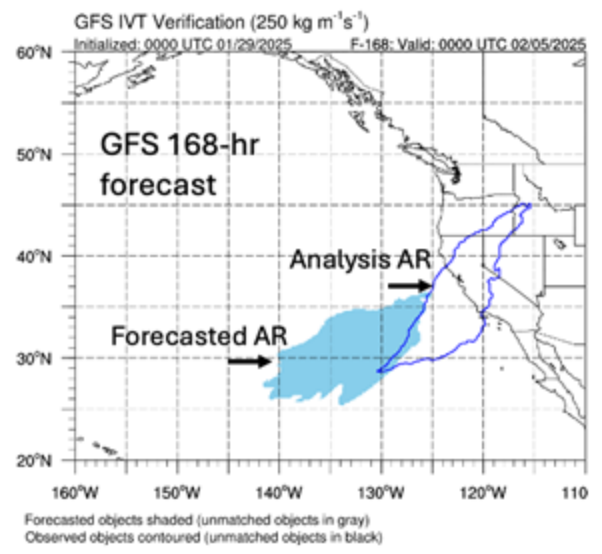 GFS IVT Verification (250 kg m⁻¹s⁻¹)
Initialized: 0000 UTC 01/29/2025 F-168: Valid: 0000 UTC 02/05/2025
60°N
GFS 168-hr
forecast
50°N
40°N
Analysis AR
Forecasted AR
30°N
20°N
160°W 150°W 140°W 130°W 120°W 110
Forecasted objects shaded (unmatched objects in gray)
Observed objects contoured (unmatched objects in black)